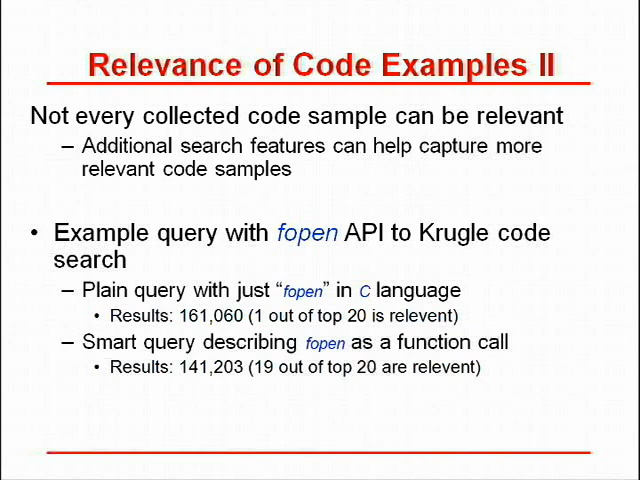 Relevance of Code Examples II
Not every collected code sample can be relevant
– Additional search features can help capture more
relevant code samples
• Example query with fopen API to Krugle code
search
– Plain query with just “fopen” in C language
• Results: 161,060 (1 out of top 20 is relevent)
– Smart query describing fopen as a function call
• Results: 141,203 (19 out of top 20 are relevent)